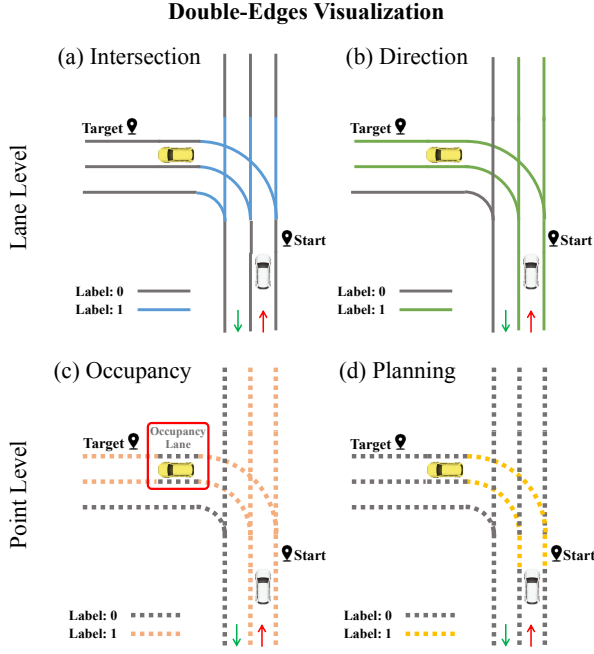 Double-Edges Visualization
(a) Intersection
(b) Direction
Lane Level
Target
Start
Label: 0
Label: 1
Target
Start
Label: 0
Label: 1
(c) Occupancy
(d) Planning
Point Level
Occupancy
Lane
Target
Start
Label: 0
Label: 1
Target
Start
Label: 0
Label: 1